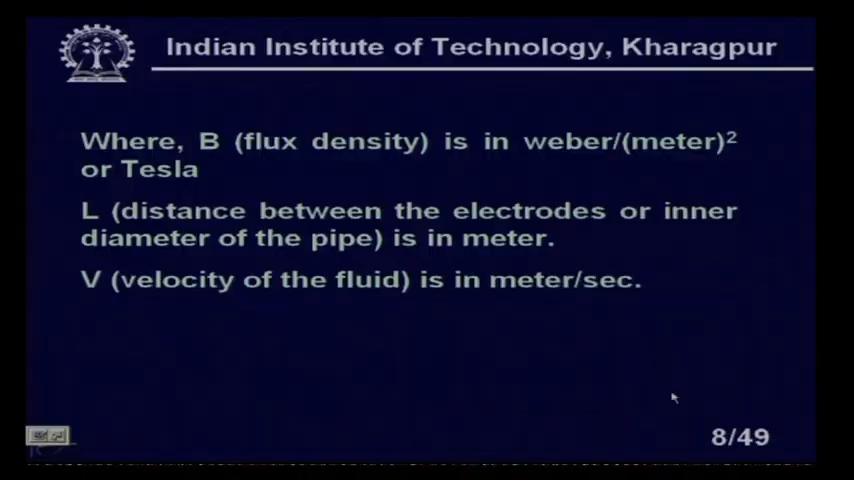 Indian Institute of Technology, Kharagpur
Where, B (flux density) is in weber/(meter)²
or Tesla
L (distance between the electrodes or inner
diameter of the pipe) is in meter.
V (velocity of the fluid) is in meter/sec.
8/49